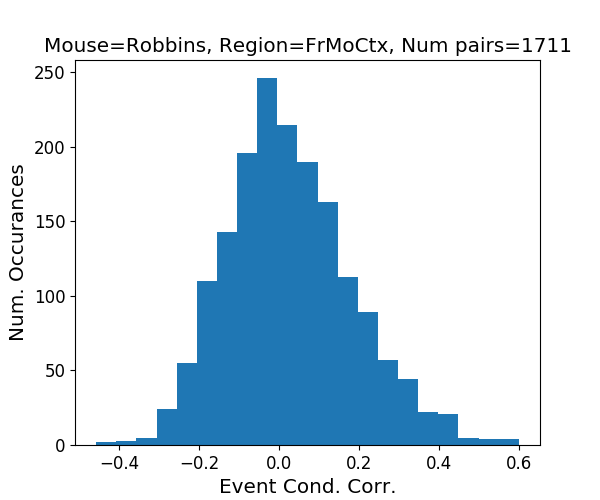 Mouse=Robbins, Region=FrMoCtx, Num pairs=1711
250
200
150
100
50
0
Num. Occurances
−0.4 −0.2 0.0 0.2 0.4 0.6
Event Cond. Corr.